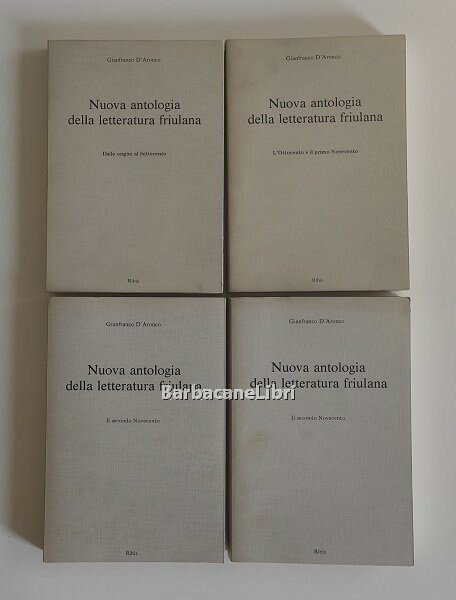 Gianfranco D'Aronco
Nuova antologia
della letteratura friulana
Dalle origini al Settecento
Ribis
Gianfranco D'Aronco
Nuova antologia
della letteratura friulana
L'Ottocento e il primo Novecento
Ribis
Gianfranco D'Aronco
Nuova antologia
della letteratura friulana
Il secondo Novecento
Ribis
Gianfranco D'Aronco
Nuova antologia
della letteratura friulana
Il secondo Novecento
Ribis
BarbacaneLibri